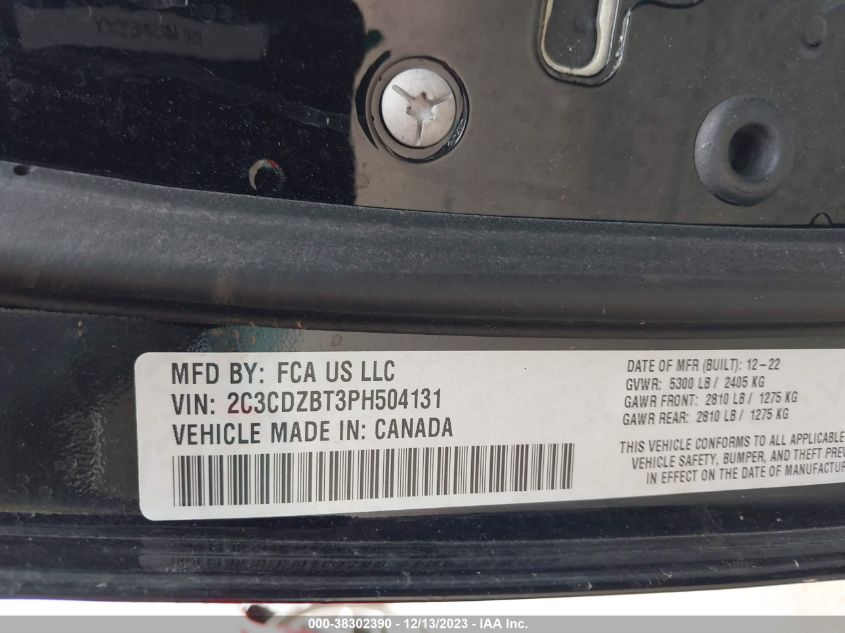 MFD BY: FCA US LLC
VIN: 2C3CDZBT3PH504131
VEHICLE MADE IN: CANADA
DATE OF MFR (BUILT): 12-22
GVWR: 5300 LB / 2405 KG
GAWR FRONT: 2810 LB / 1275 KG
GAWR REAR: 2810 LB / 1275 KG
THIS VEHICLE CONFORMS TO ALL APPLICABLE
VEHICLE SAFETY, BUMPER, AND THEFT PREV
IN EFFECT ON THE DATE OF MANUFACTUR
000-38302390 - 12/13/2023 - IAA Inc.